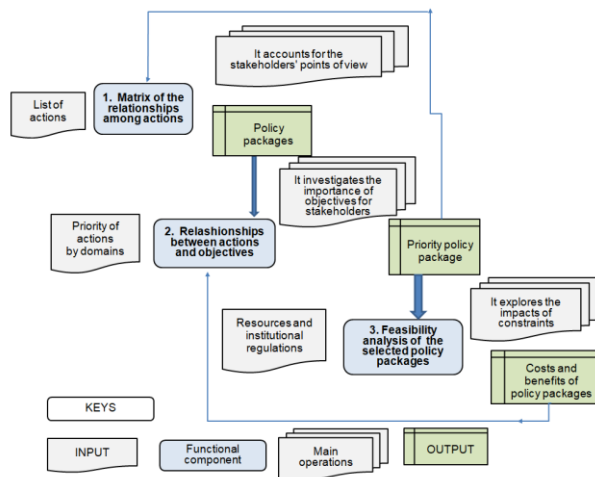 It accounts for the
stakeholders' points of view
List of
actions
1. Matrix of the
relationships
among actions
Policy
packages
It investigates the
importance of
objectives for
stakeholders
Priority of
actions
by domains
2. Relashionships
between actions
and objectives
Priority policy
package
It explores the
impacts of
constraints
Resources and
institutional
regulations
3. Feasibility
analysis of the
selected policy
packages
Costs and
benefits of
policy packages
KEYS
INPUT
Functional
component
Main
operations
OUTPUT